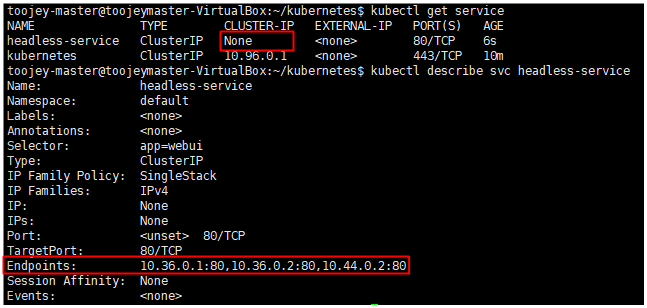 toojey-master@toojeymaster-VirtualBox:~/kubernetes$ kubectl get service
NAME TYPE CLUSTER-IP EXTERNAL-IP PORT(S) AGE
headless-service ClusterIP None <none> 80/TCP 6s
kubernetes ClusterIP 10.96.0.1 <none> 443/TCP 10m
toojey-master@toojeymaster-VirtualBox:~/kubernetes$ kubectl describe svc headless-service
Name: headless-service
Namespace: default
Labels: <none>
Annotations: <none>
Selector: app=webui
Type: ClusterIP
IP Family Policy: SingleStack
IP Families: IPv4
IP: None
IPs: None
Port: <unset> 80/TCP
TargetPort: 80/TCP
Endpoints: 10.36.0.1:80,10.36.0.2:80,10.44.0.2:80
Session Affinity: None
Events: <none>